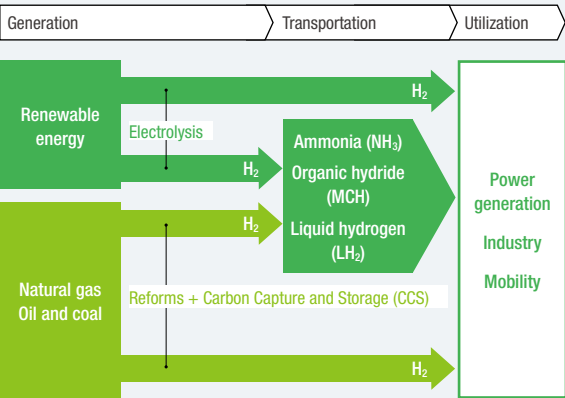 Generation
Transportation
Utilization
Renewable
energy
H₂
Electrolysis
H₂
Ammonia (NH₃)
Organic hydride
(MCH)
Liquid hydrogen
(LH₂)
H₂
Natural gas
Oil and coal
Reforms + Carbon Capture and Storage (CCS)
H₂
Power
generation
Industry
Mobility